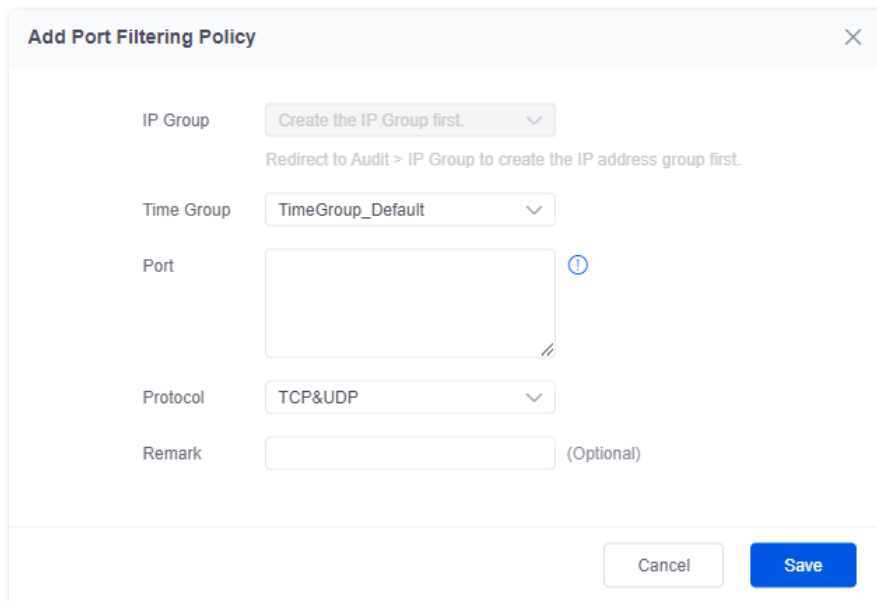 Add Port Filtering Policy
IP Group
Create the IP Group first.
Redirect to Audit > IP Group to create the IP address group first.
Time Group
TimeGroup_Default
Port
Protocol
TCP&UDP
Remark
(Optional)
Cancel
Save